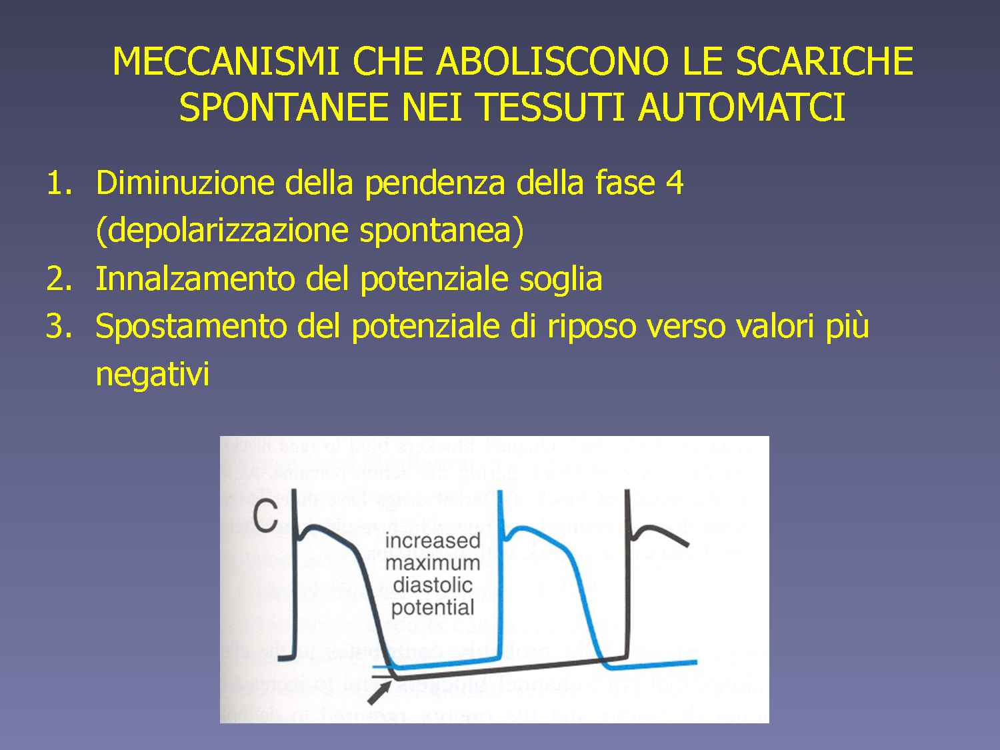 MECCANISMI CHE ABOLISCONO LE SCARICHE
SPONTANEE NEI TESSUTI AUTOMATCI
1. Diminuzione della pendenza della fase 4
(depolarizzazione spontanea)
2. Innalzamento del potenziale soglia
3. Spostamento del potenziale di riposo verso valori più
negativi
C
increased
maximum
diastolic
potential